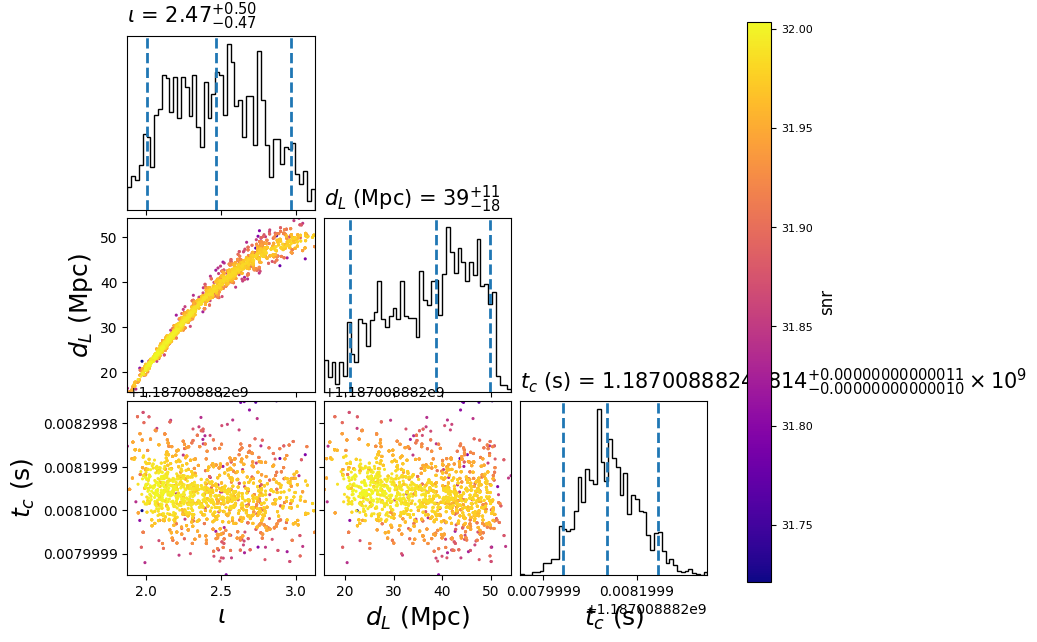 ι = 2.47 +0.50 −0.47
32.00
31.95
31.90
31.85
31.80
31.75
snr
d_L (Mpc) = 39 +11 −18
d_L (Mpc)
50
40
30
20
+1.187008882e9
+1.187008882e9
t_c (s) +0.00000000000011 −0.00000000000010 × 10^9
t_c (s)
0.0082998
0.0081999
0.0081000
0.0079999
2.0
2.5
3.0
20
30
40
50
0.0079999
0.0081999
+1.187008882e9
ι
d_L (Mpc)
t_c (s)